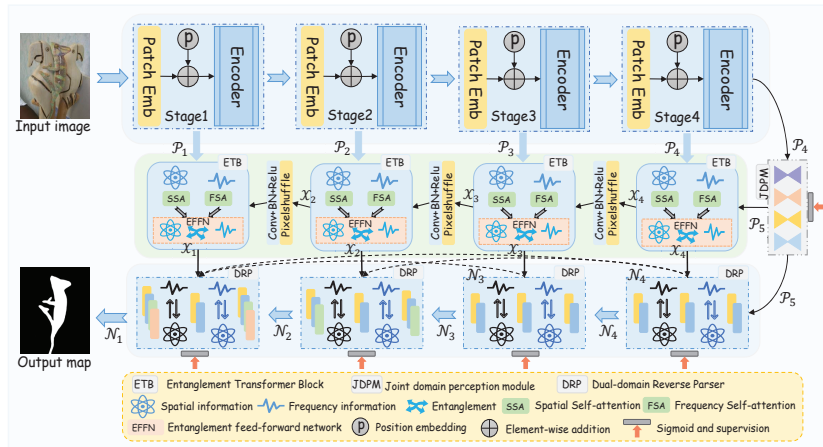 Input image
Patch Emb
p
Encoder
Stage1
Patch Emb
p
Encoder
Stage2
Patch Emb
p
Encoder
Stage3
Patch Emb
p
Encoder
Stage4
P₁
P₂
P₃
P₄
P₄
ETB
SSA
FSA
EFFN
X₂
Conv+BN+Relu
Pixelshuffle
ETB
SSA
FSA
EFFN
X₃
Conv+BN+Relu
Pixelshuffle
ETB
SSA
FSA
EFFN
X₄
Conv+BN+Relu
Pixelshuffle
ETB
SSA
FSA
EFFN
P₅
JDPM
X₁
X₂
X₃
X₄
P₅
DRP
DRP
N₃
DRP
N₄
DRP
N₁
N₂
N₃
N₄
Output map
ETB Entanglement Transformer Block JDPM Joint domain perception module DRP Dual-domain Reverse Parser
Spatial information Frequency information Entanglement SSA Spatial Self-attention FSA Frequency Self-attention
EFFN Entanglement feed-forward network p Position embedding Element-wise addition Sigmoid and supervision